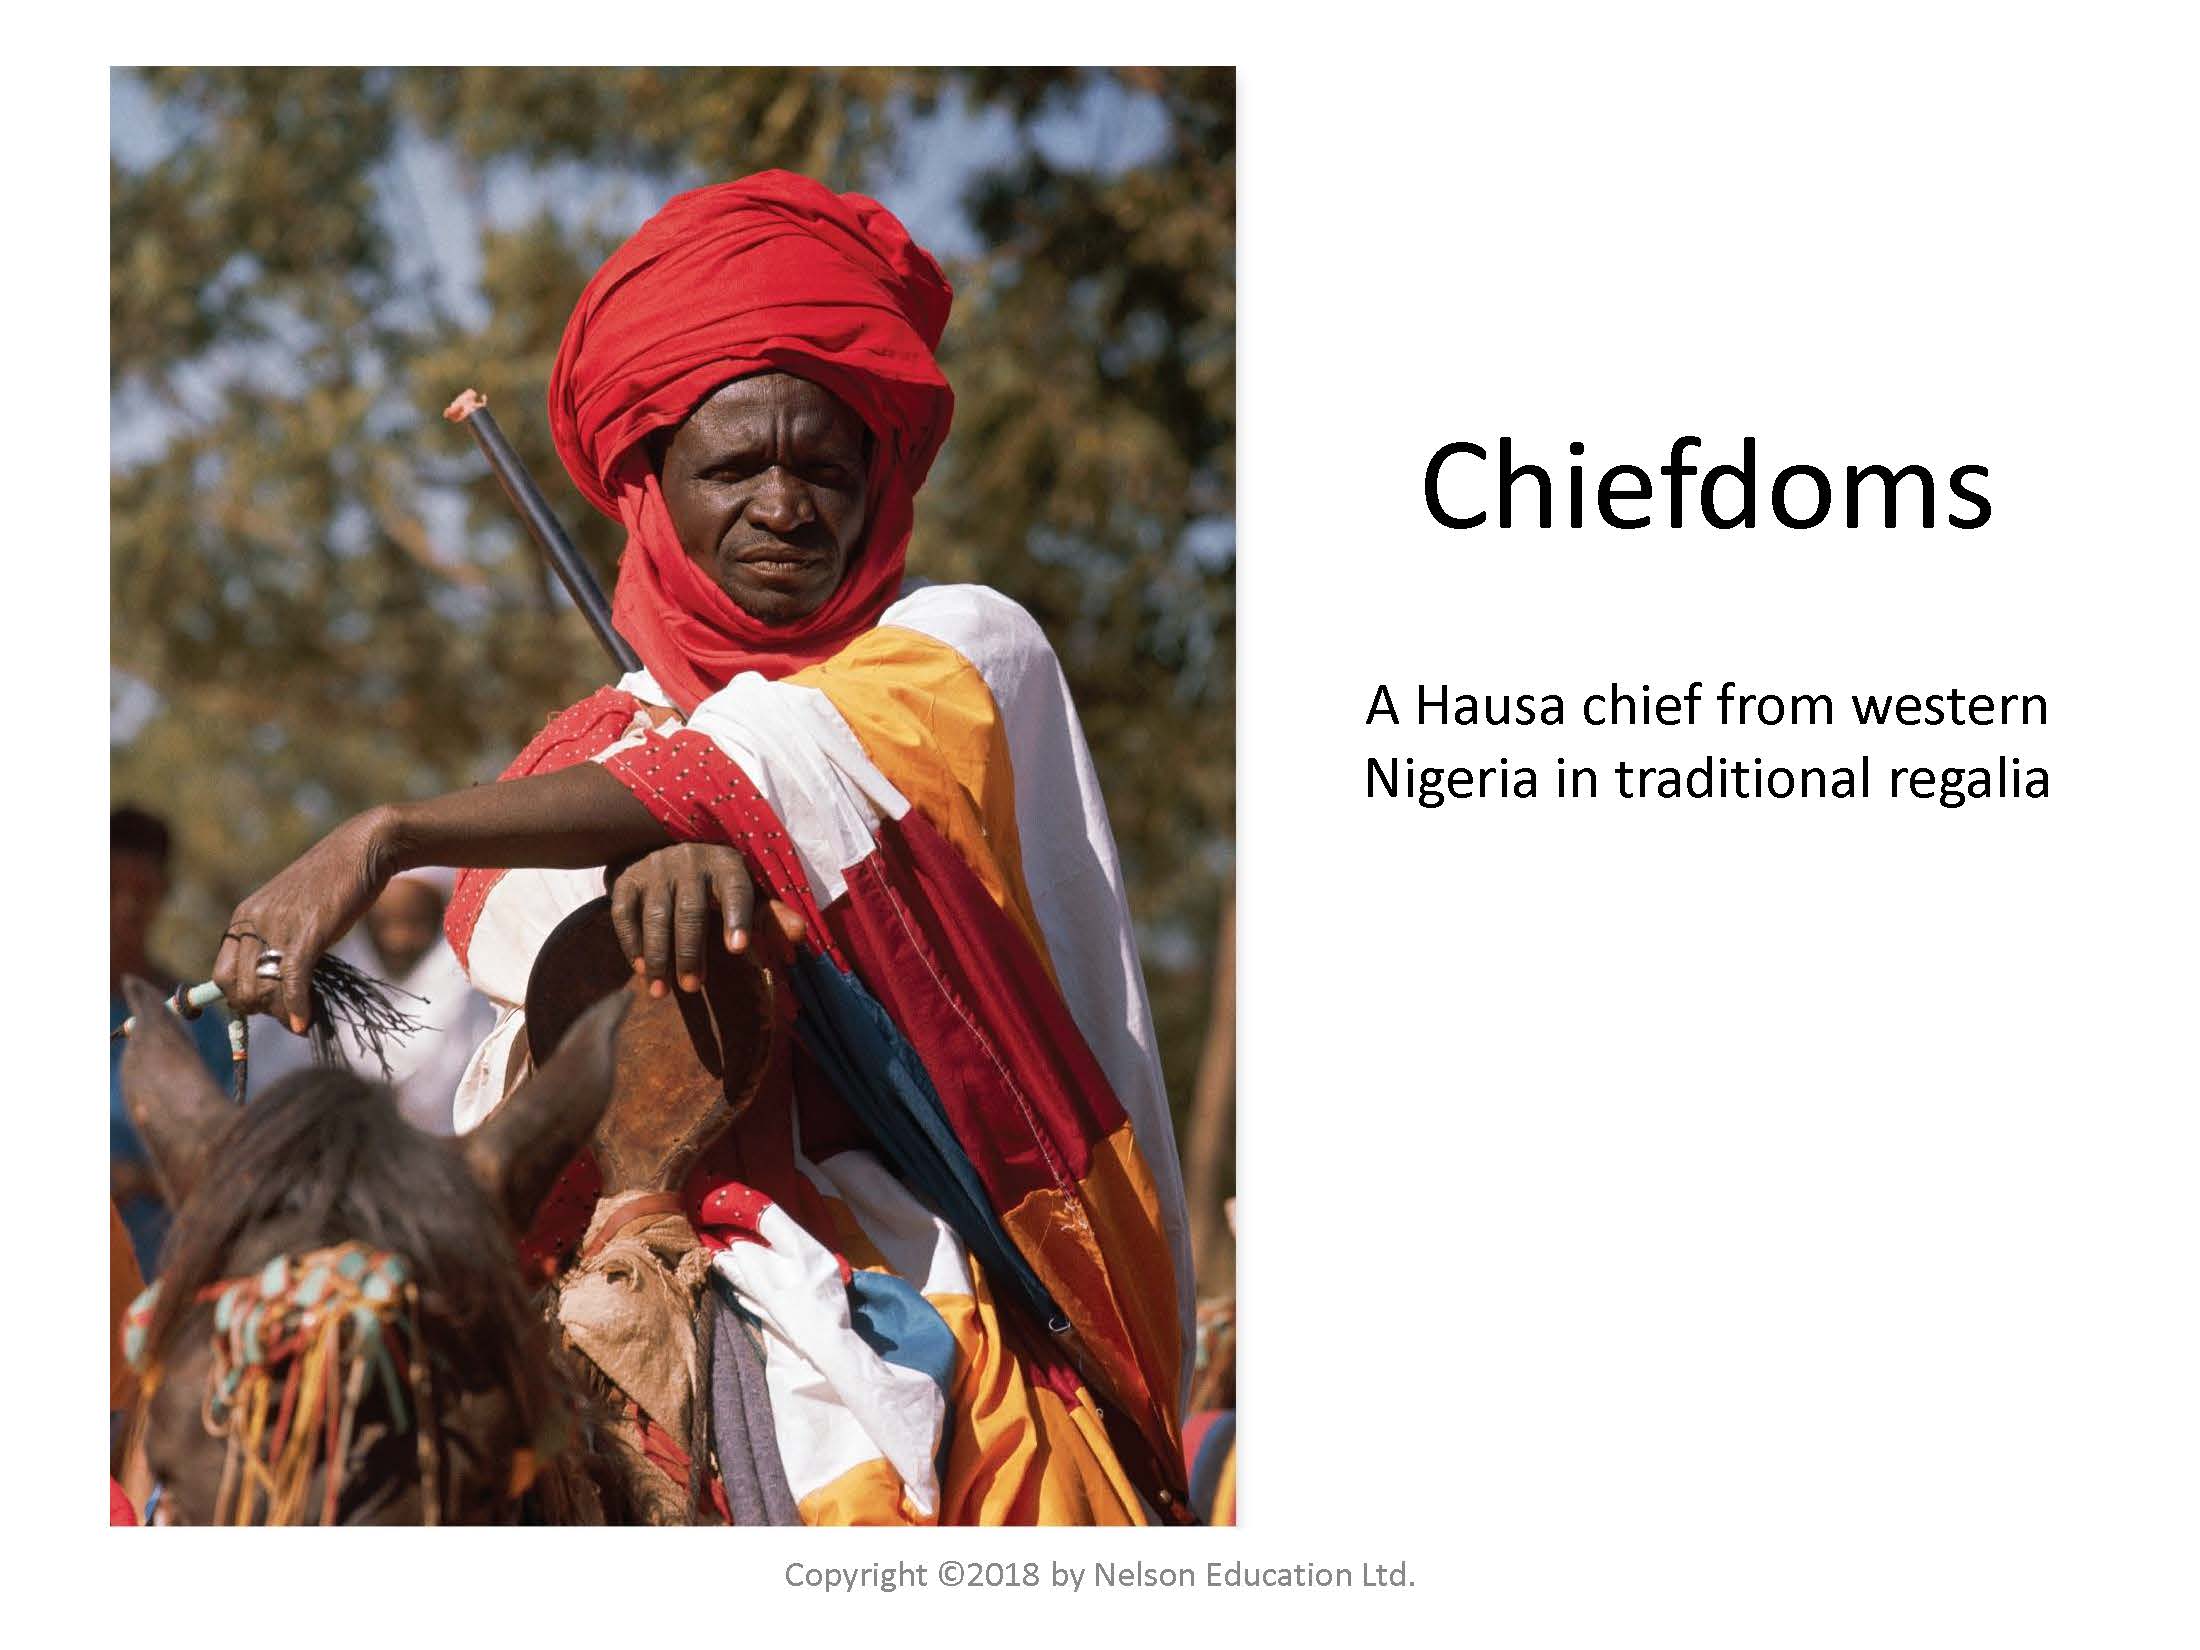 Chiefdoms
A Hausa chief from western
Nigeria in traditional regalia
Copyright ©2018 by Nelson Education Ltd.